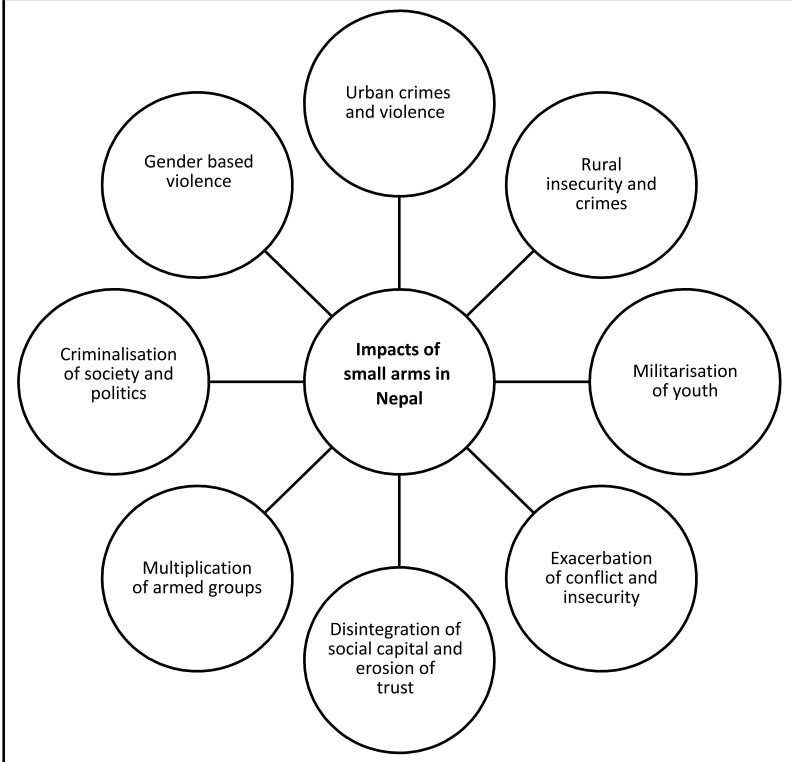 Urban crimes
and violence
Rural
insecurity and
crimes
Militarisation
of youth
Exacerbation
of conflict and
insecurity
Disintegration of
social capital and
erosion of
trust
Multiplication
of armed groups
Criminalisation
of society and
politics
Gender based
violence
Impacts of
small arms in
Nepal